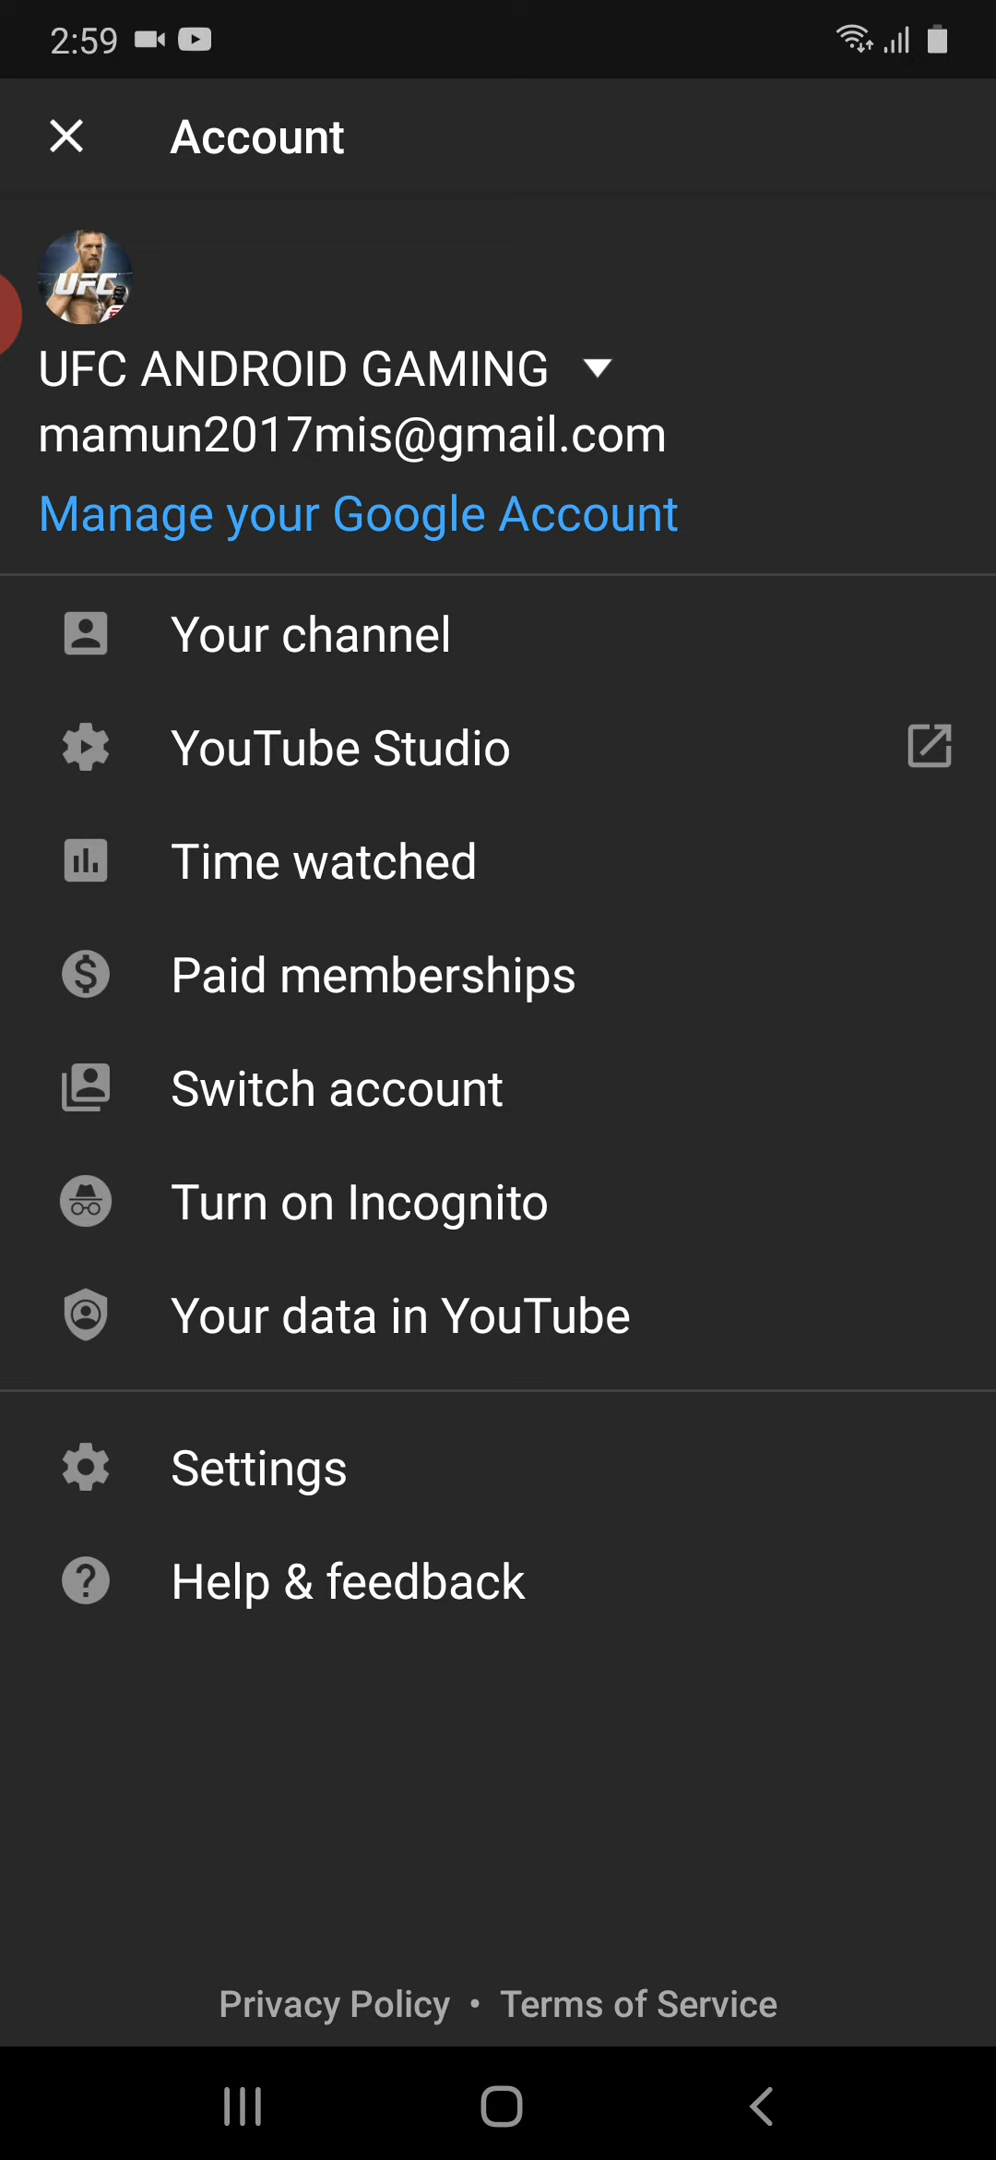 2:59
Account
UFC
UFC ANDROID GAMING
mamun2017mis@gmail.com
Manage your Google Account
Your channel
YouTube Studio
Time watched
Paid memberships
Switch account
Turn on Incognito
Your data in YouTube
Settings
Help & feedback
Privacy Policy • Terms of Service